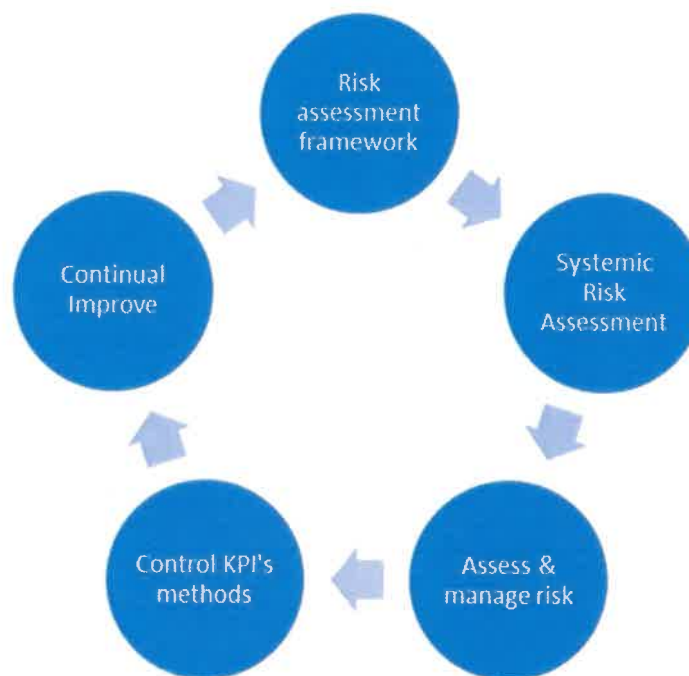 Risk
assessment
framework
Systemic
Risk
Assessment
Assess &
manage risk
Control KPI's
methods
Continual
Improve